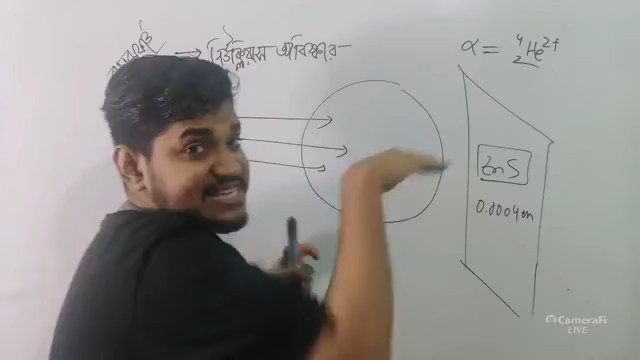 → নিউক্লিয়াস আবিষ্কার-
α = ⁴₂He²⁺
ZnS
0.0004cm
CameraFi
LIVE